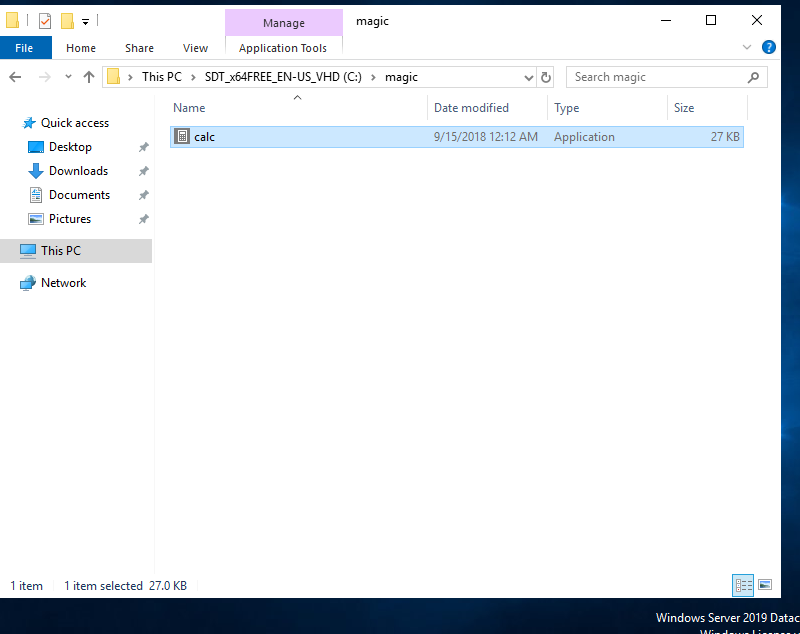 Manage
magic
File
Home
Share
View
Application Tools
This PC
SDT_x64FREE_EN-US_VHD (C:)
magic
Search magic
Name
Date modified
Type
Size
Quick access
Desktop
Downloads
Documents
Pictures
This PC
Network
calc
9/15/2018 12:12 AM
Application
27 KB
1 item
1 item selected 27.0 KB
Windows Server 2019 Datac
Windows License